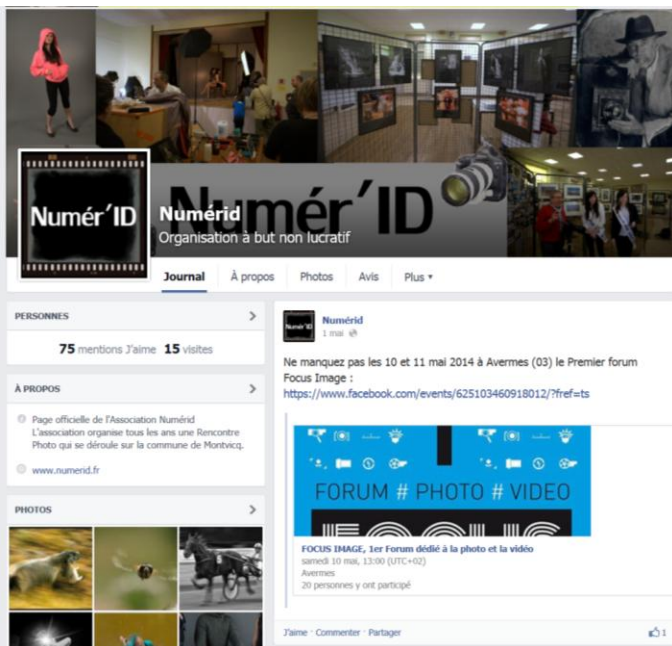 Numér'ID
Numér'ID
Numérid
Organisation à but non lucratif
Journal À propos Photos Avis Plus
PERSONNES
75 mentions J'aime 15 visites
À PROPOS
Page officielle de l'Association Numérid
L'association organise tous les ans une Rencontre
Photo qui se déroule sur la commune de Montvicq.
www.numerid.fr
PHOTOS
Numér'ID
Numérid
1 mai
Ne manquez pas les 10 et 11 mai 2014 à Avermes (03) le Premier forum
Focus Image :
https://www.facebook.com/events/625103460918012/?fref=ts
FORUM # PHOTO # VIDEO
FOCUS
FOCUS IMAGE, 1er Forum dédié à la photo et la vidéo
samedi 10 mai, 13:00 (UTC+02)
Avermes
20 personnes y ont participé
J'aime · Commenter · Partager
1